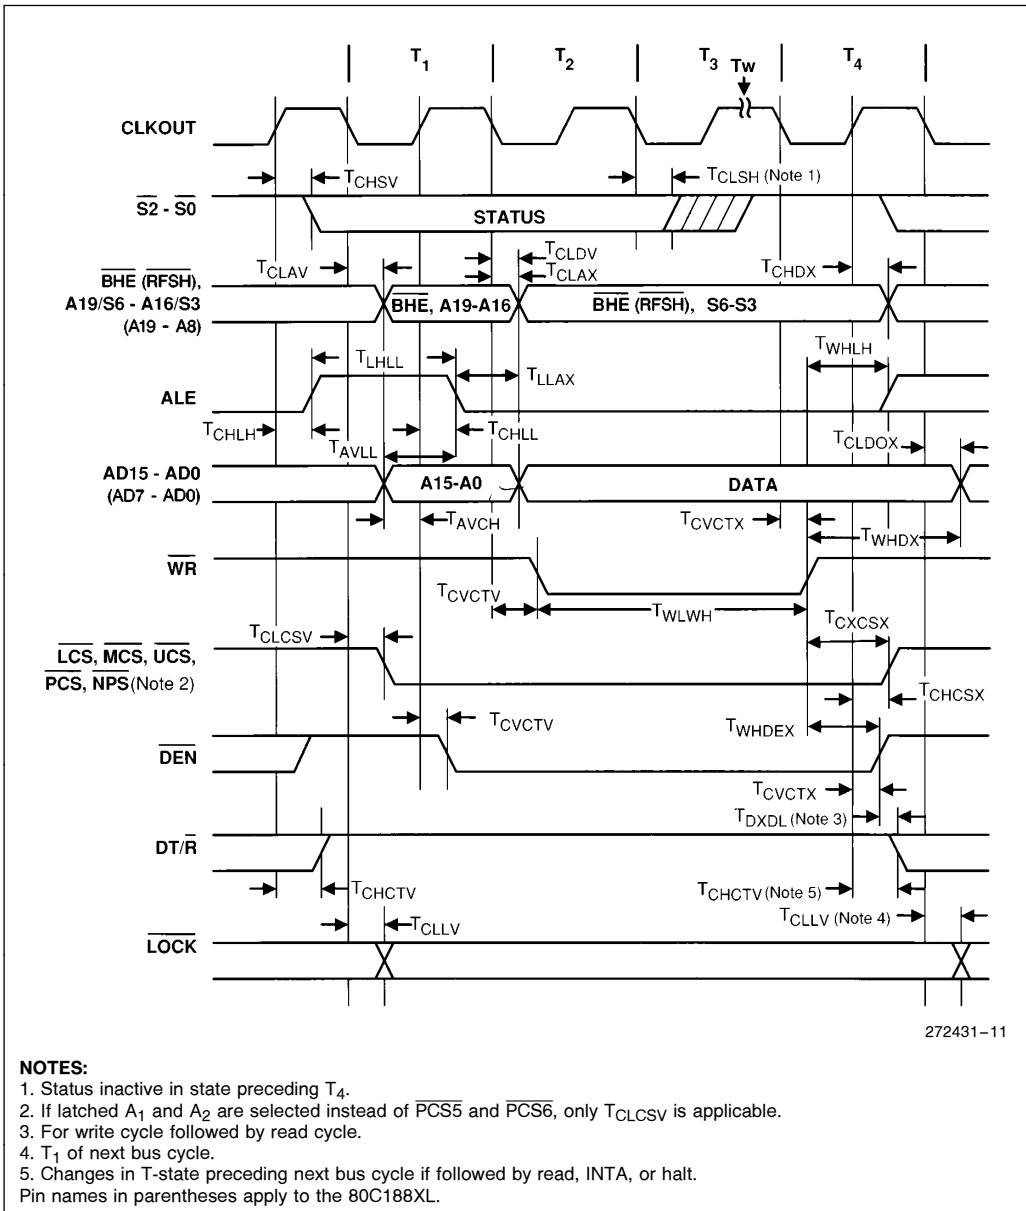 T1 T2 T3 TW T4
CLKOUT
TCHSV
TCLSH (Note 1)
S2 - S0
STATUS
TCLDV
TCLAV
TCLAX
TCHDX
BHE (RFSH),
A19/S6 - A16/S3
(A19 - A8)
BHE, A19-A16
BHE (RFSH), S6-S3
TWHLH
TLHLL
TLLAX
ALE
TCHLH
TAVLL
TCHLL
TCLDOX
AD15 - AD0
(AD7 - AD0)
A15-A0
DATA
TAVCH
TCVCTX
TWHDX
WR
TCVCTV
TWLWH
TCXCSX
TCLCSV
LCS, MCS, UCS,
PCS, NPS (Note 2)
TCHCSX
TCVCTV
TWHDEX
DEN
TCVCTX
TDXDL (Note 3)
DT/R
TCHCTV
TCHCTV (Note 5)
TCLLV
TCLLV (Note 4)
LOCK
272431-11
NOTES:
1. Status inactive in state preceding T4.
2. If latched A1 and A2 are selected instead of PCS5 and PCS6, only TCLCSV is applicable.
3. For write cycle followed by read cycle.
4. T1 of next bus cycle.
5. Changes in T-state preceding next bus cycle if followed by read, INTA, or halt.
Pin names in parentheses apply to the 80C188XL.